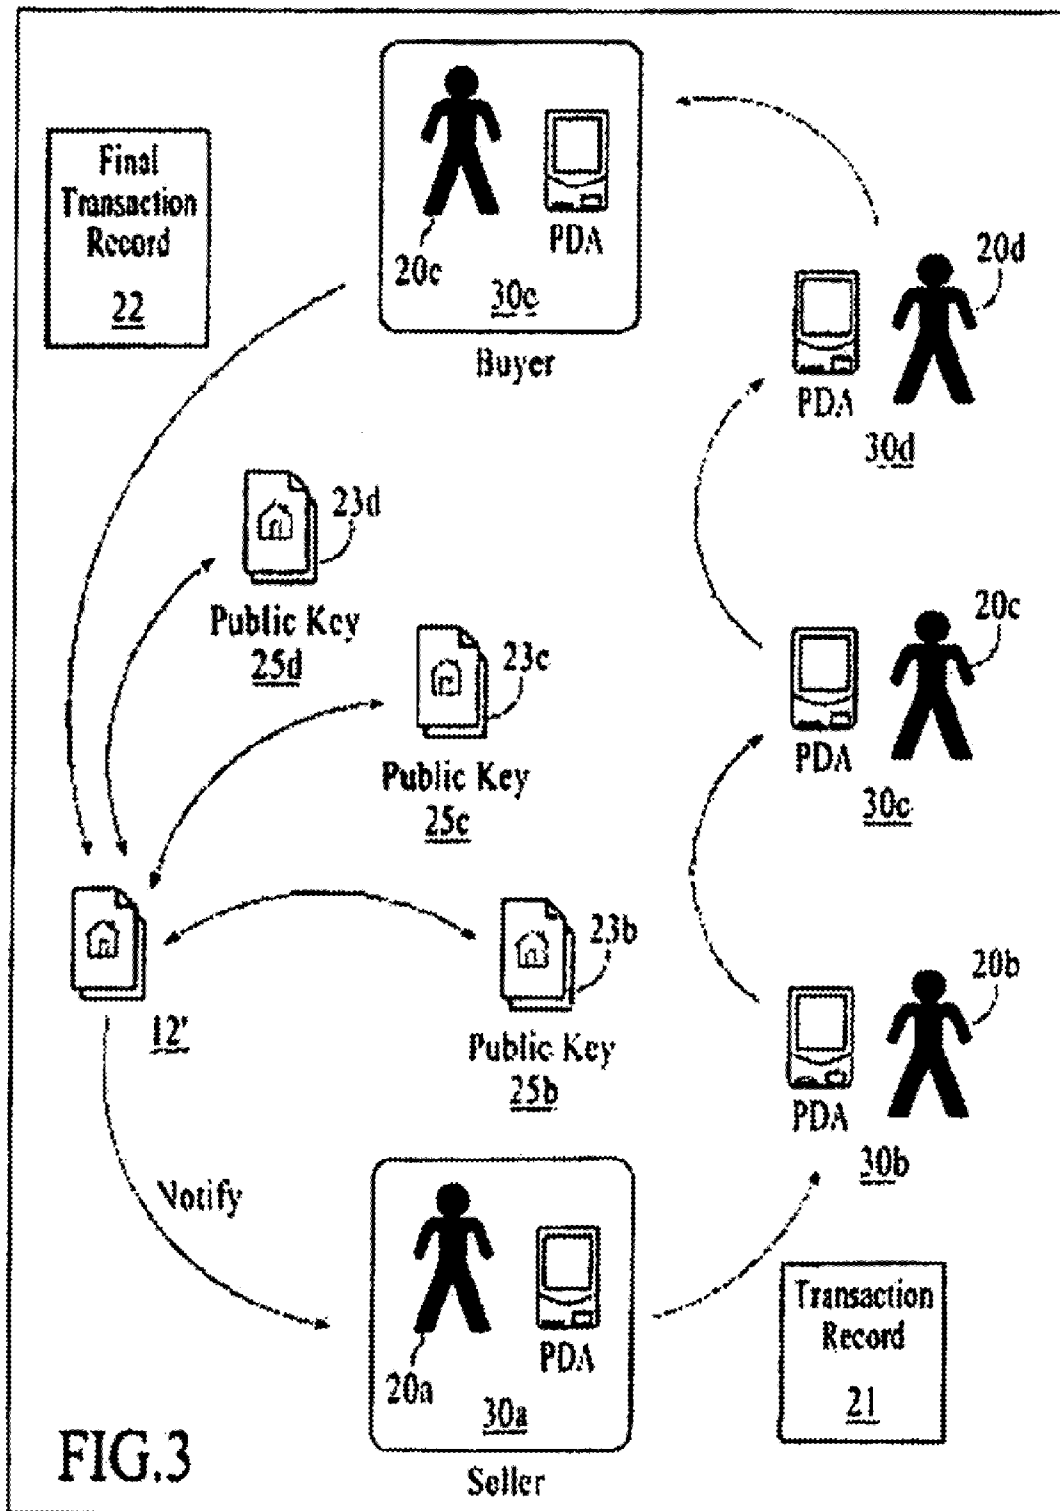 Final
Transaction
Record
22
20e
PDA
30e
Buyer
20d
PDA
30d
23d
Public Key
25d
23c
Public Key
25c
20c
PDA
30c
12'
23b
Public Key
25b
20b
PDA
30b
Notify
20a
PDA
30a
Seller
Transaction
Record
21
FIG.3